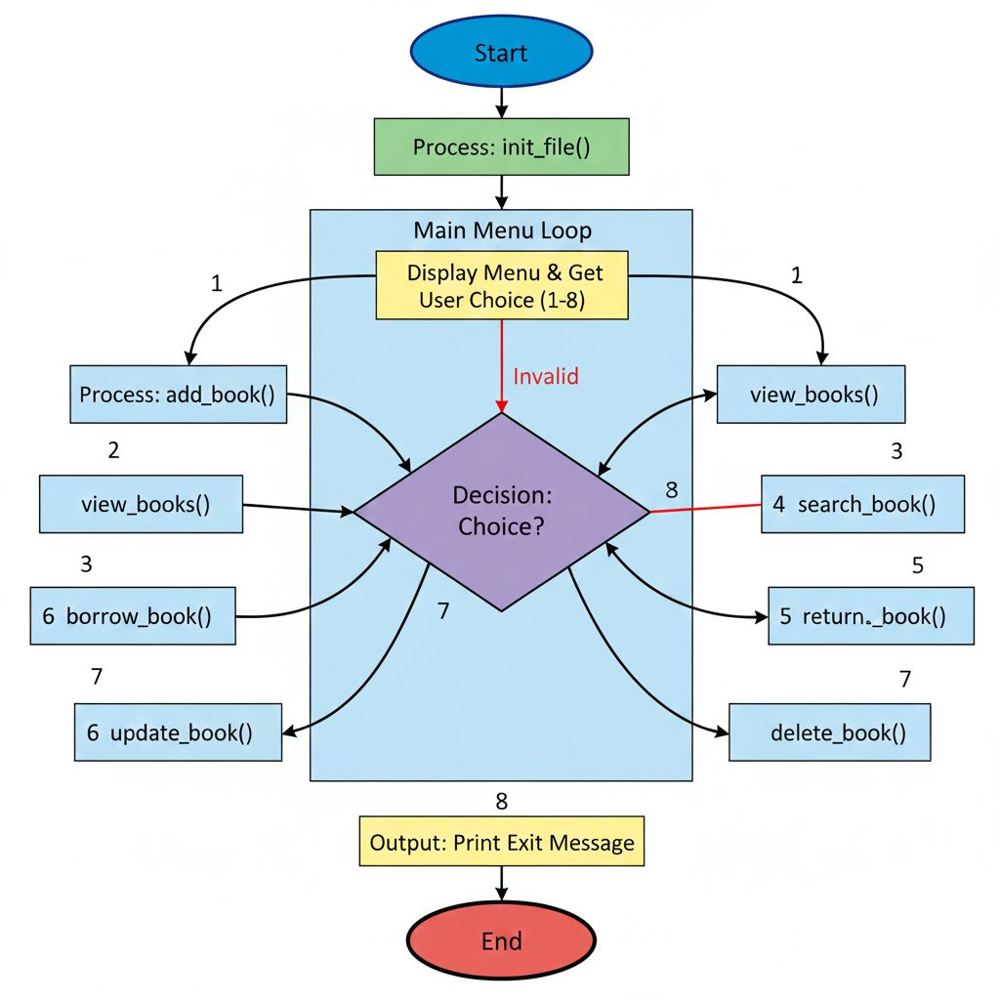 Start
Process: init_file()
Main Menu Loop
Display Menu & Get
User Choice (1-8)
1
1
Invalid
Process: add_book()
view_books()
2
3
Decision:
Choice?
view_books()
8
4 search_book()
3
5
6 borrow_book()
7
5 return._book()
7
7
6 update_book()
delete_book()
8
Output: Print Exit Message
End